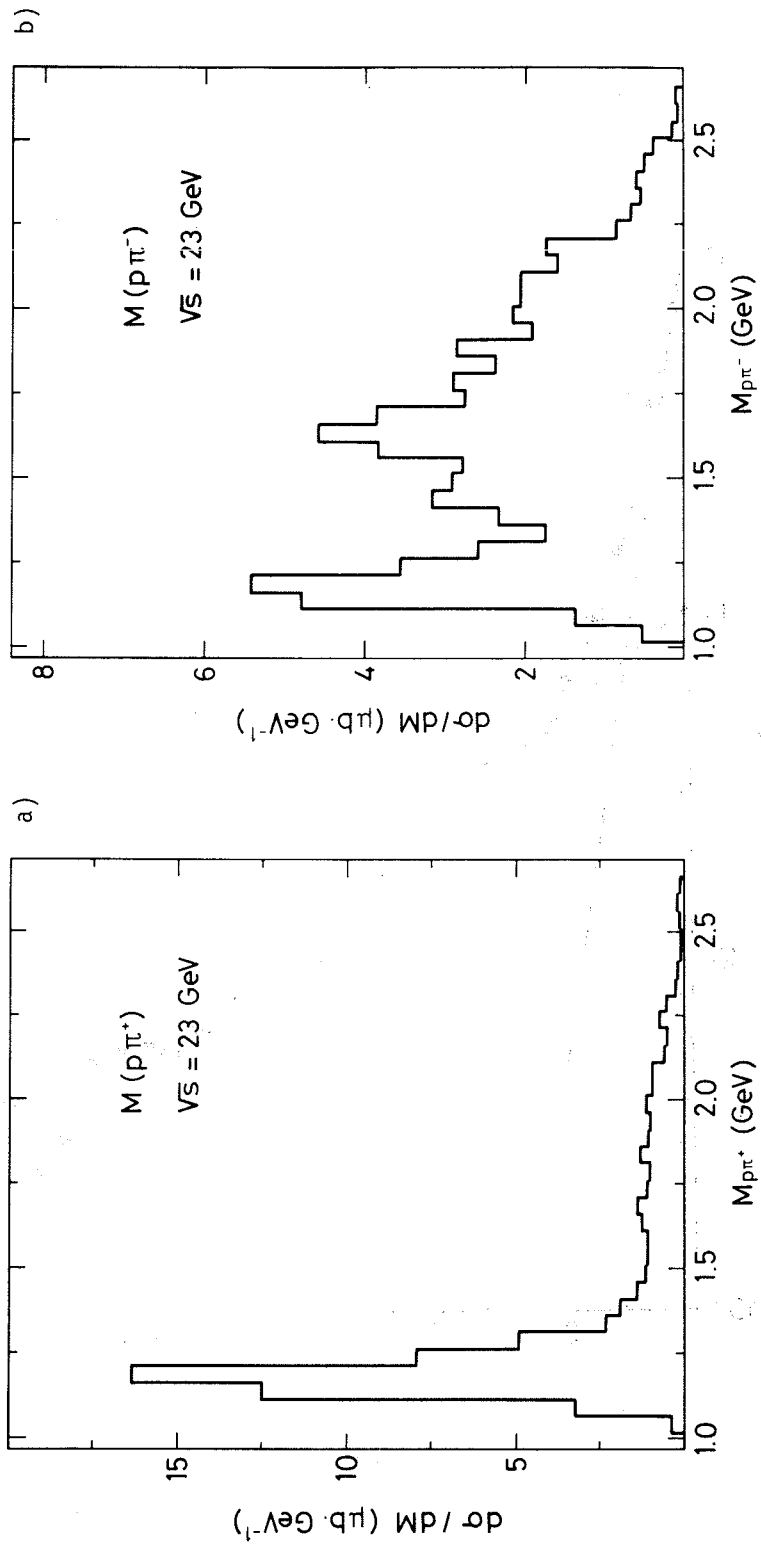 a)
M (pπ⁺)
√s = 23 GeV
dσ/dM (μb·GeV⁻¹)
15
10
5
1.0
1.5
2.0
2.5
Mpπ⁺ (GeV)
b)
M (pπ⁻)
√s = 23 GeV
dσ/dM (μb·GeV⁻¹)
8
6
4
2
1.0
1.5
2.0
2.5
Mpπ⁻ (GeV)